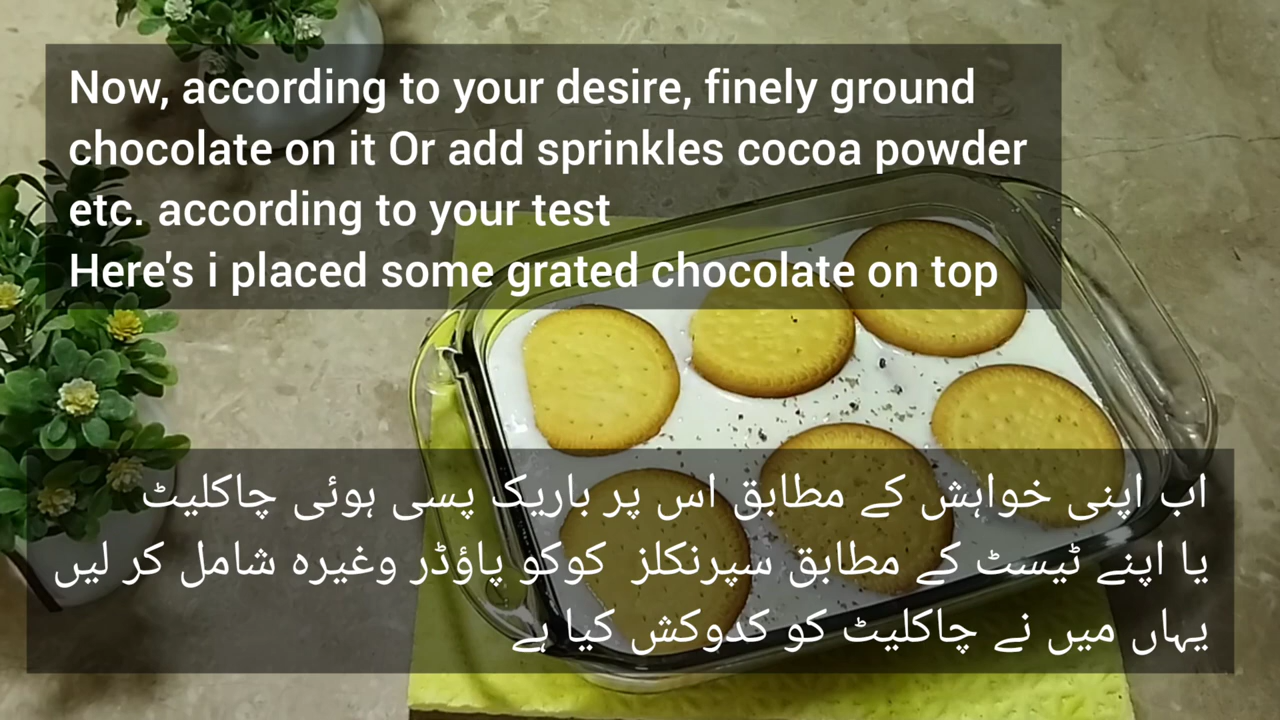 Now, according to your desire, finely ground
chocolate on it Or add sprinkles cocoa powder
etc. according to your test
Here's i placed some grated chocolate on top
اب اپنی خواہش کے مطابق اس پر باریک پسی ہوئی چاکلیٹ
یا اپنے ٹیسٹ کے مطابق سپرنکلز کوکو پاؤڈر وغیرہ شامل کر لیں
یہاں میں نے چاکلیٹ کو کدوکش کیا ہے